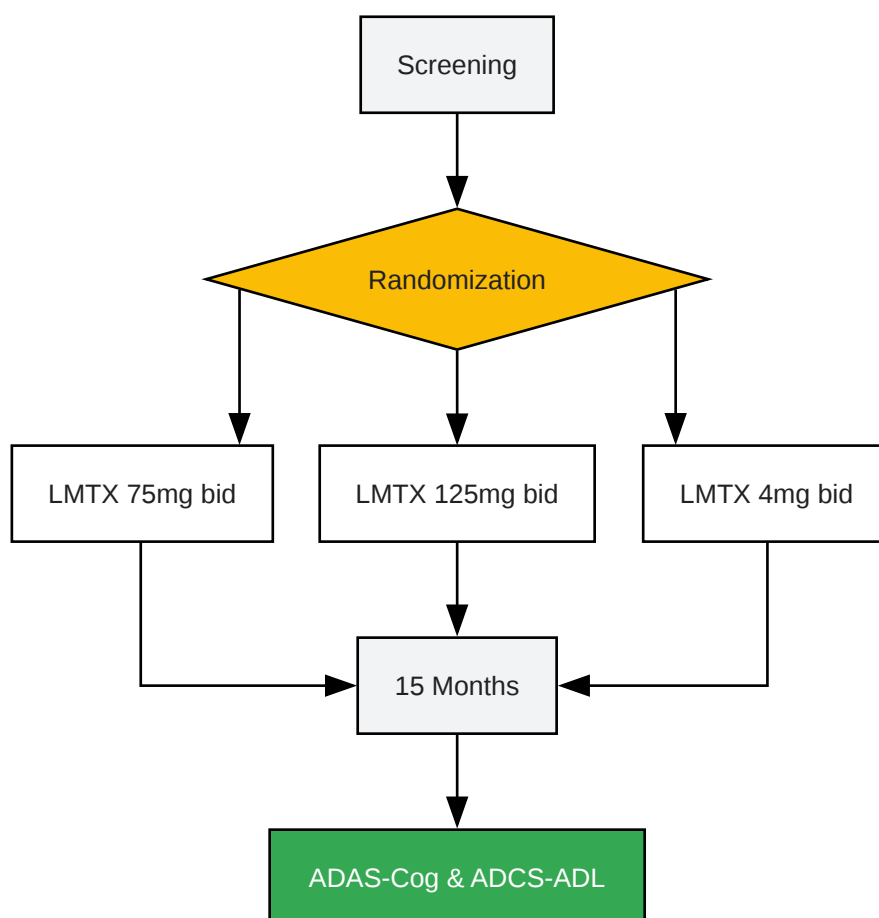 Screening
Randomization
LMTX 75mg bid
LMTX 125mg bid
LMTX 4mg bid
15 Months
ADAS-Cog & ADCS-ADL